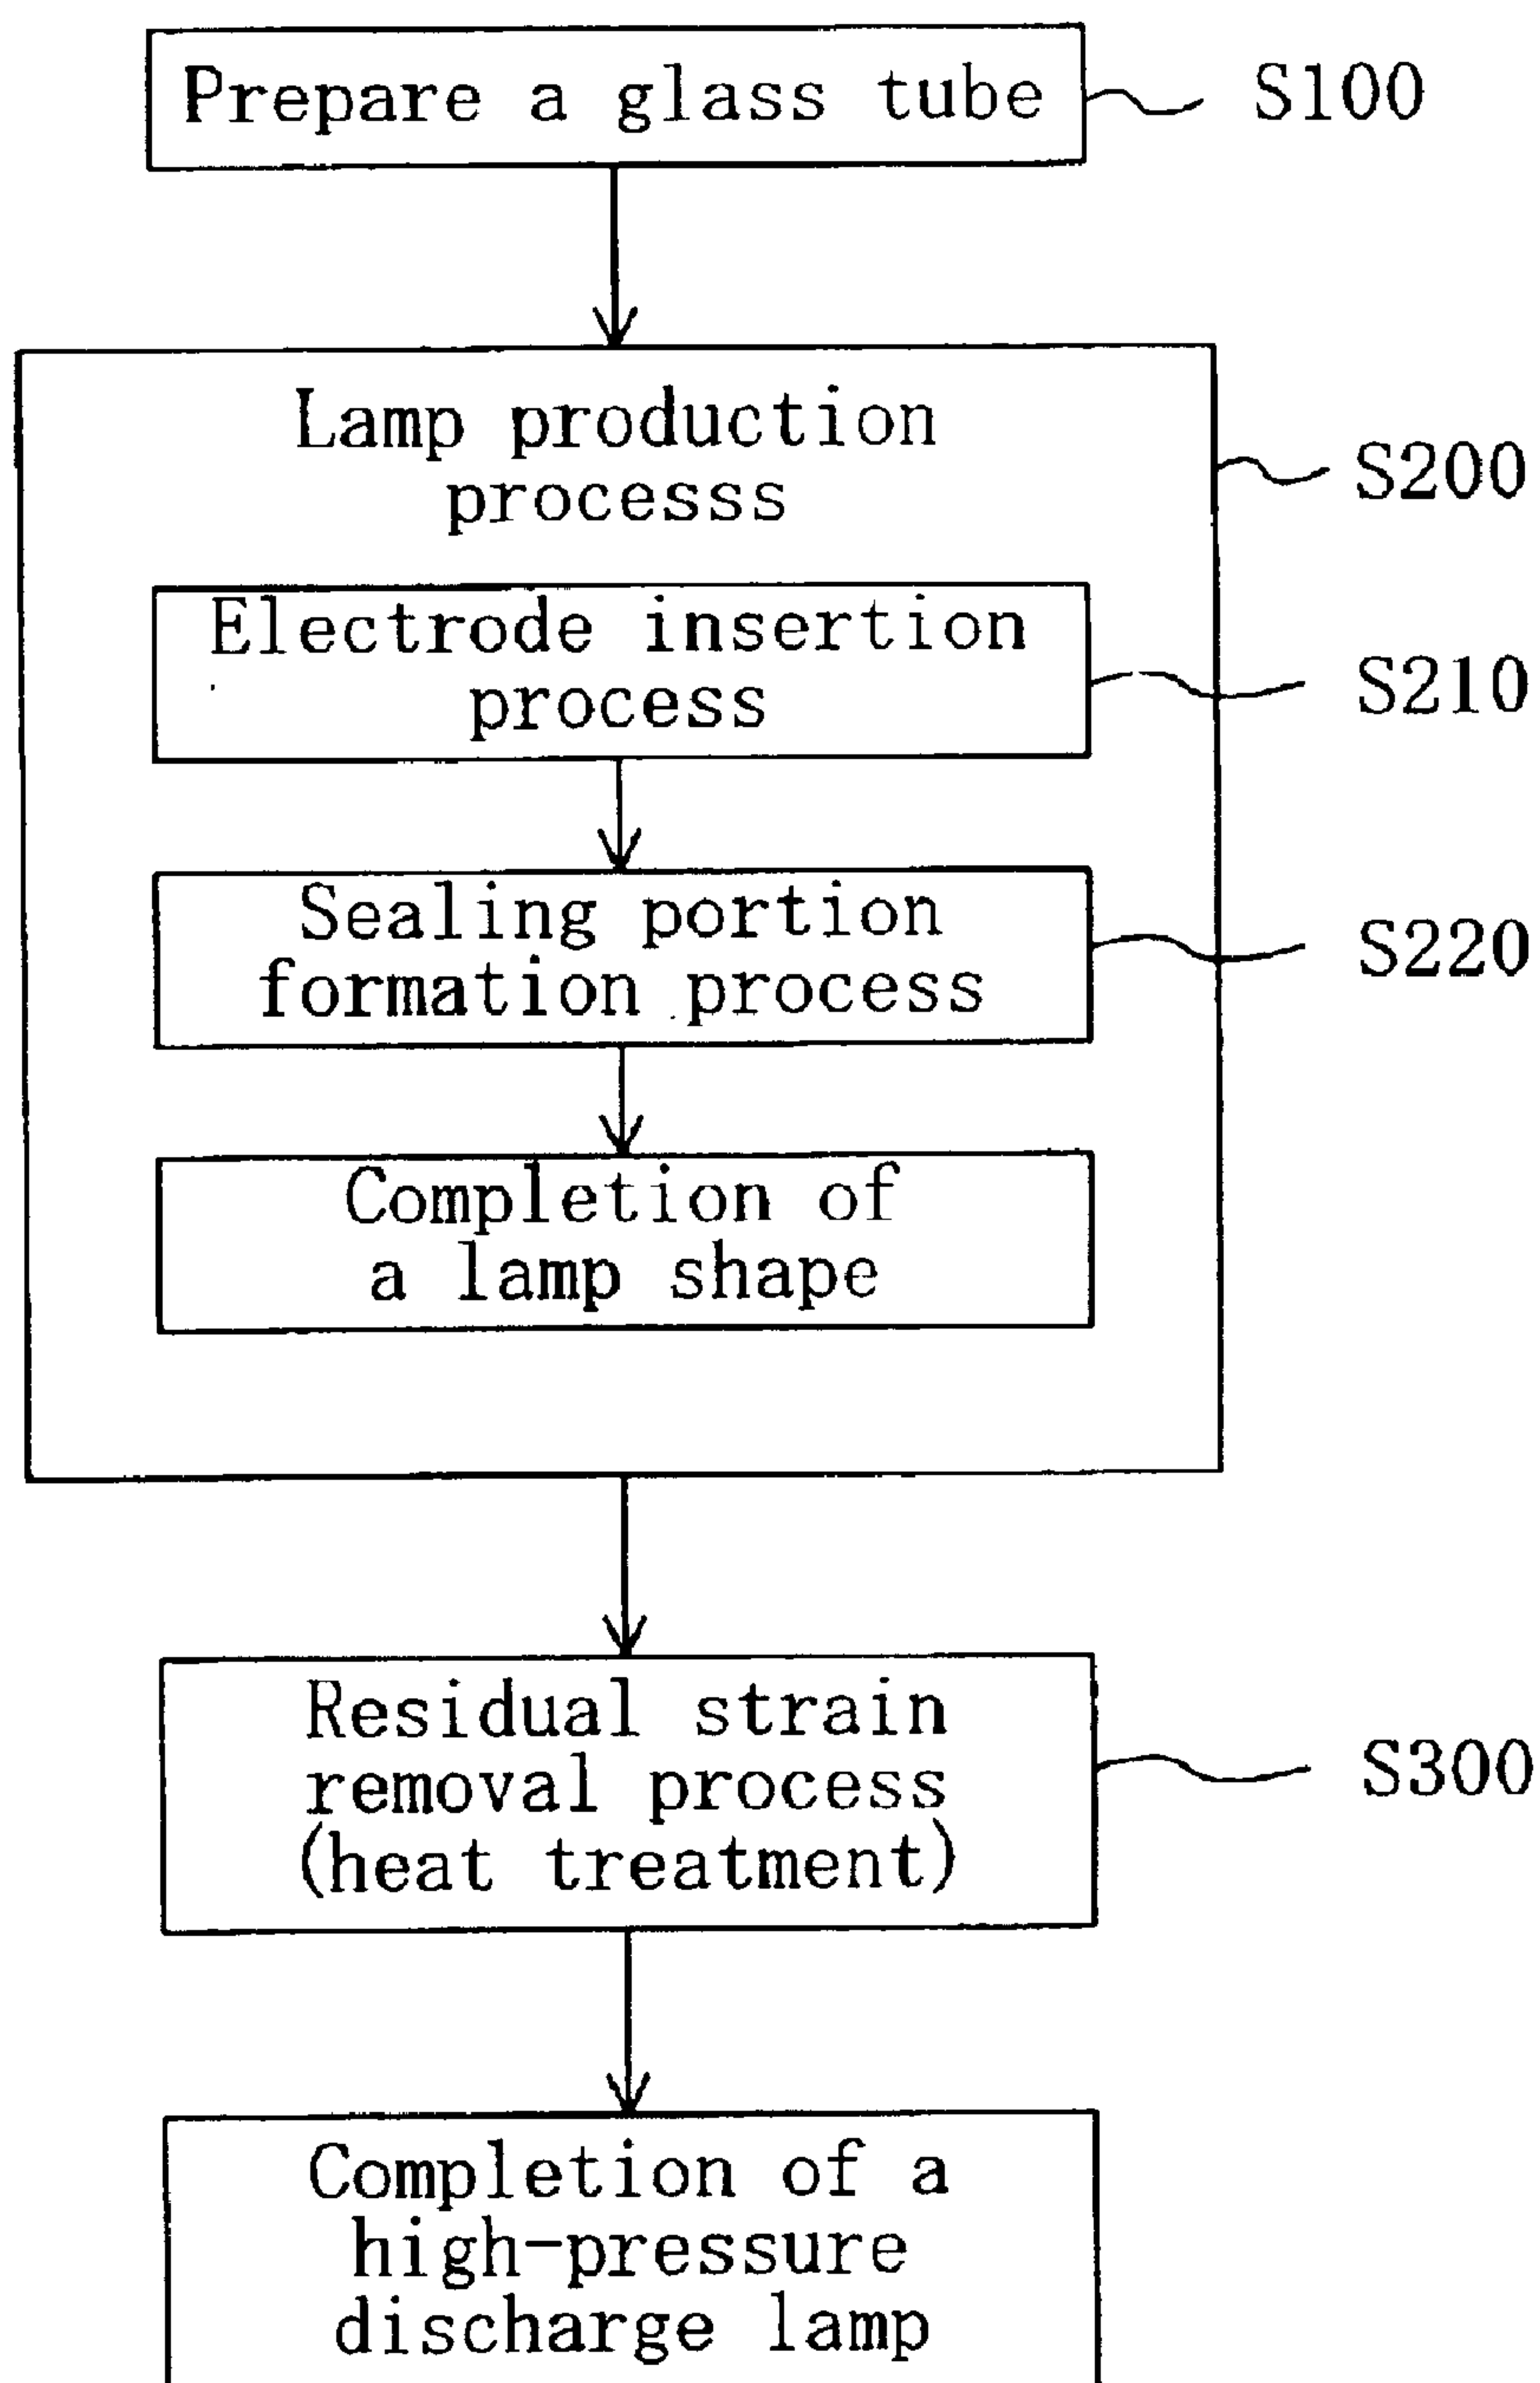 Prepare a glass tube
S100
Lamp production
processs
S200
Electrode insertion
process
S210
Sealing portion
formation process
S220
Completion of
a lamp shape
Residual strain
removal process
(heat treatment)
S300
Completion of a
high-pressure
discharge lamp